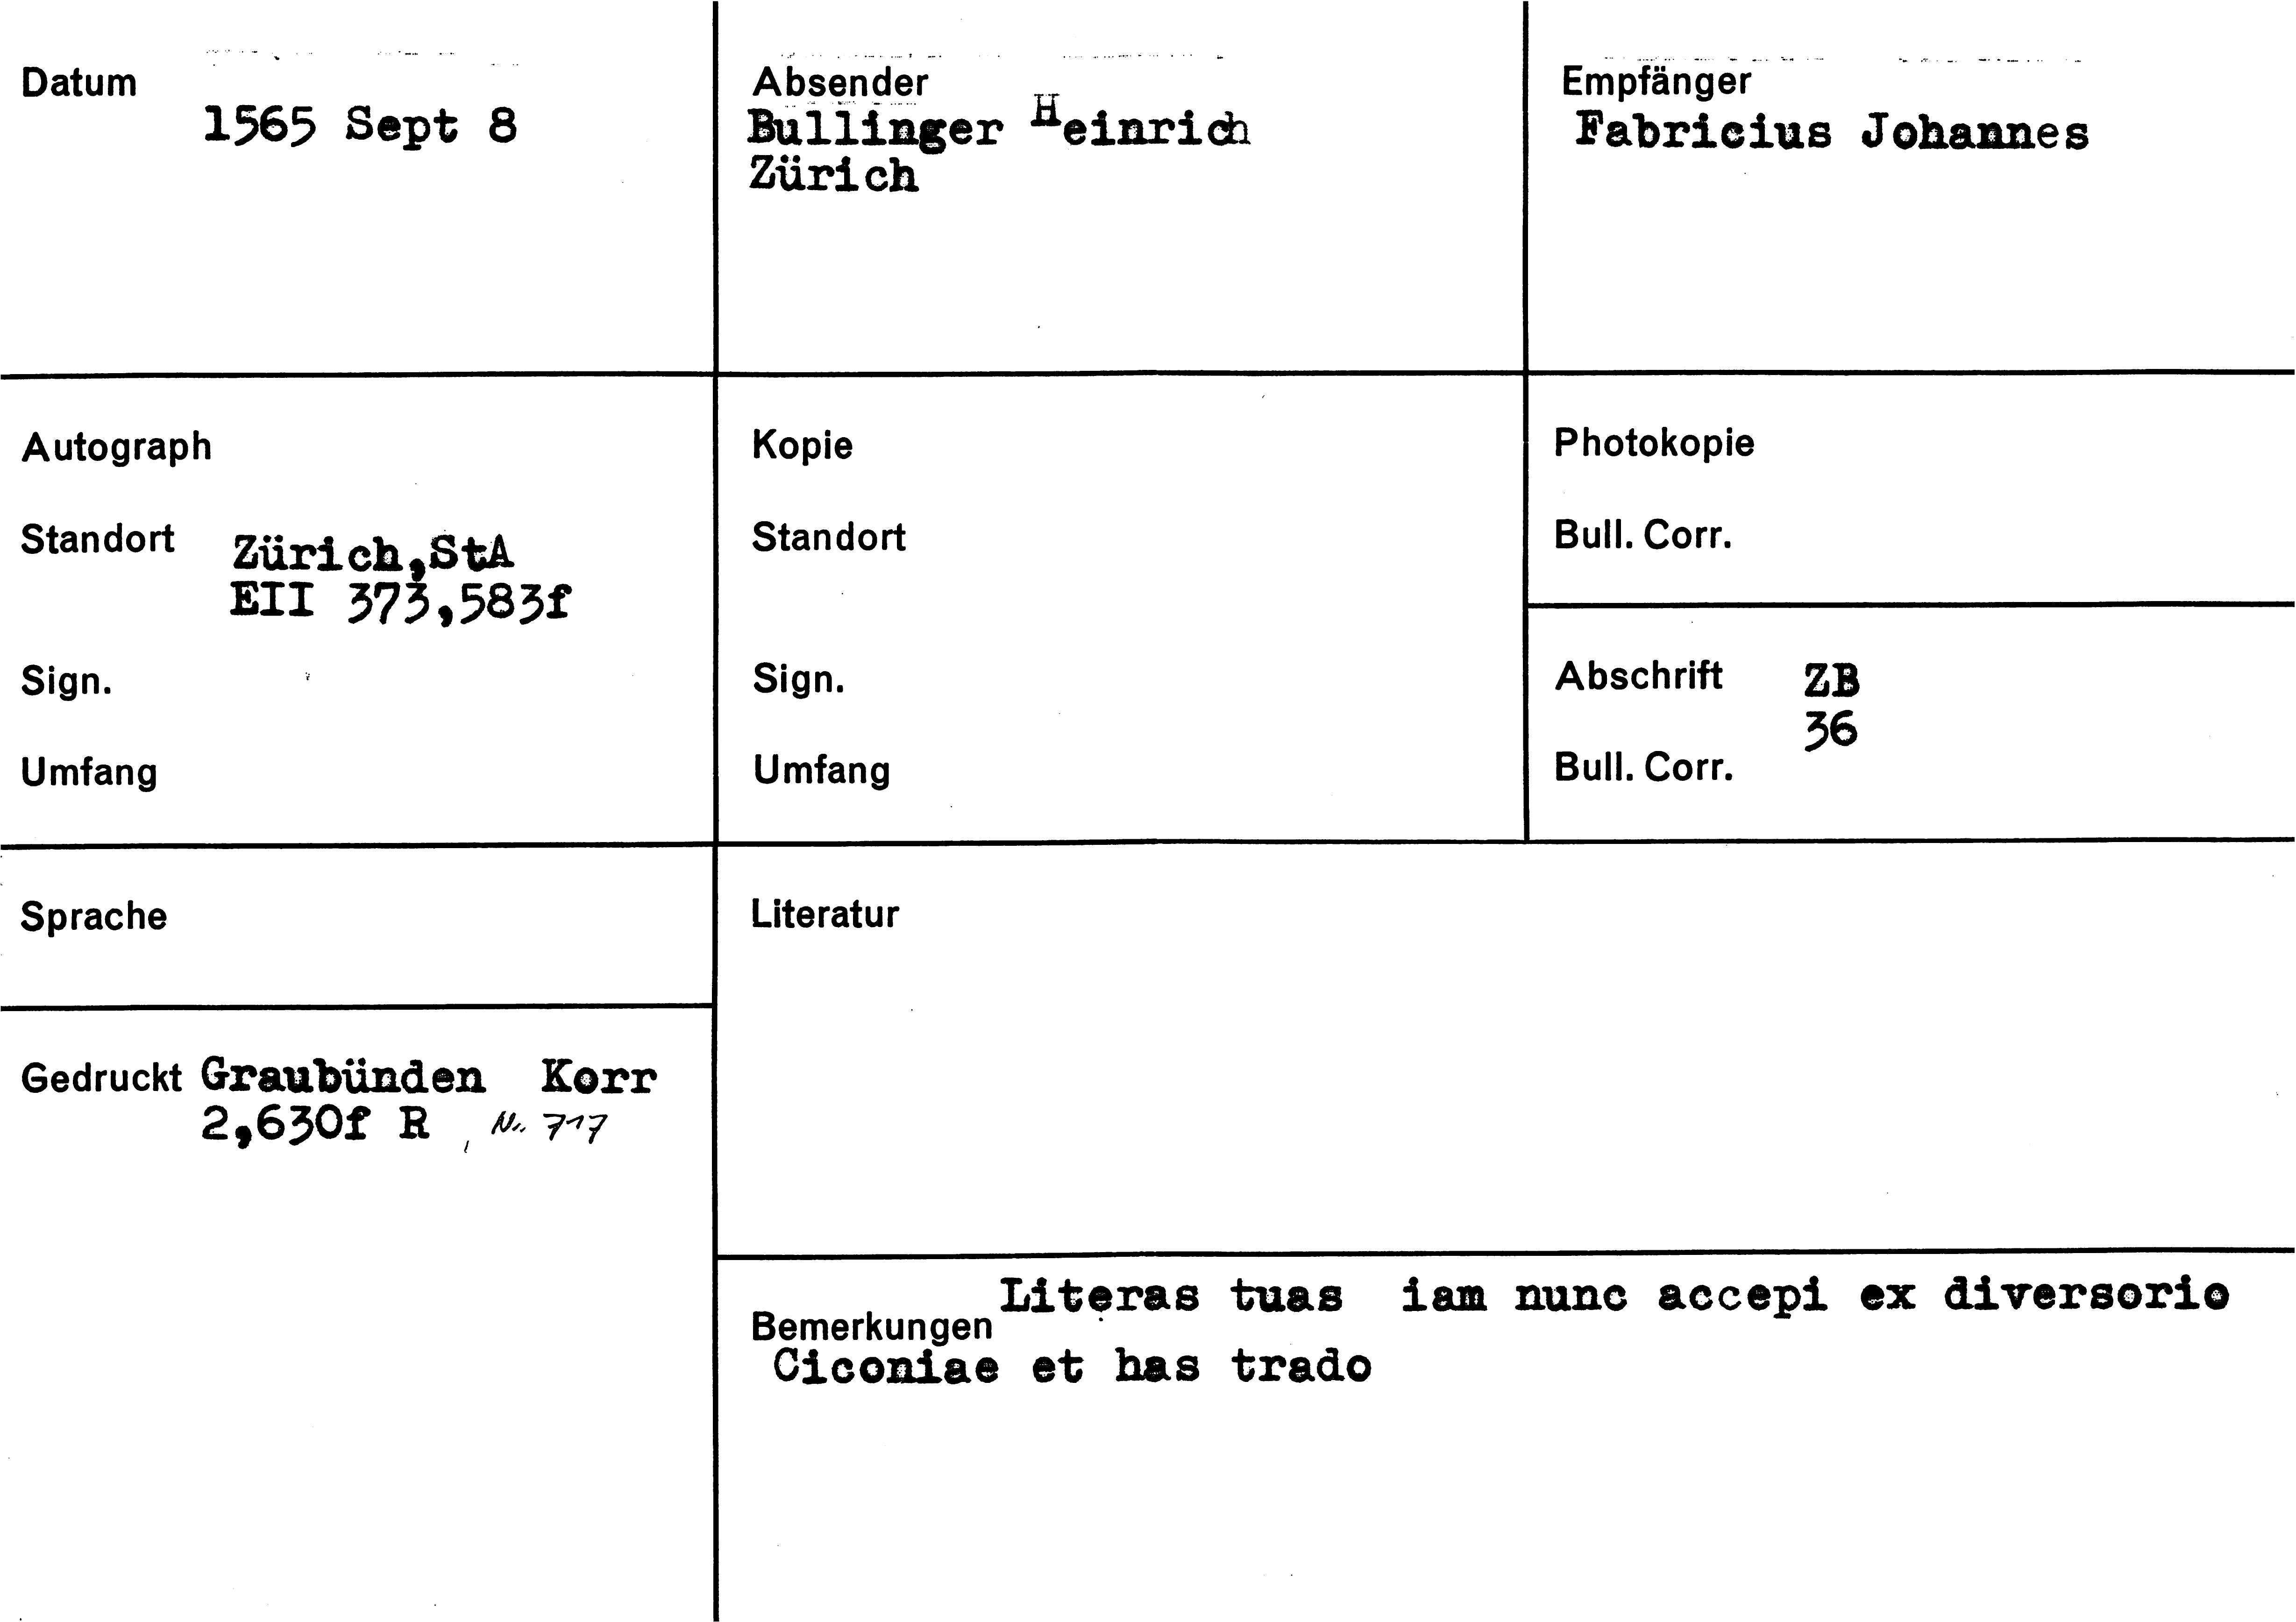 Datum
1565 Sept 8
Absender
Bullinger Heinrich
Zürich
Empfänger
Fabricius Johannes
Autograph
Standort Zürich,StA
EII 373,583f
Sign.
Umfang
Kopie
Standort
Sign.
Umfang
Photokopie
Bull. Corr.
Abschrift ZB
36
Bull. Corr.
Sprache
Literatur
Gedruckt Graubünden Korr
2,630f R , Nr. 717
Literas tuas iam nunc accepi ex diversorio
Bemerkungen
Ciconiae et has trado